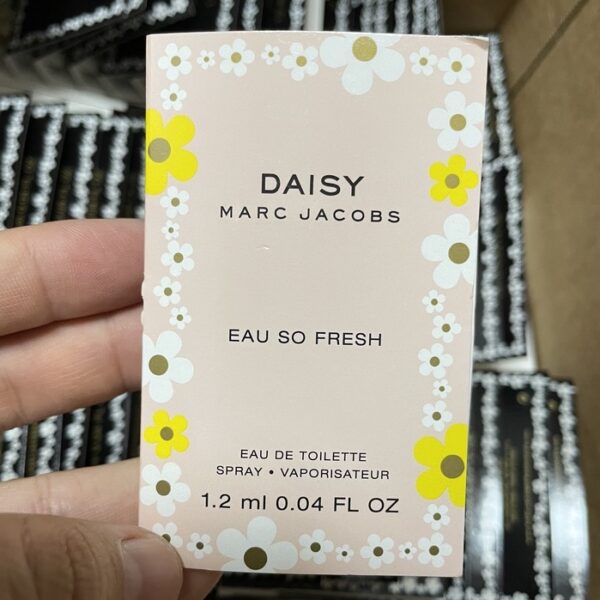 DAISY
MARC JACOBS
EAU SO FRESH
EAU DE TOILETTE
SPRAY • VAPORISATEUR
1.2 ml 0.04 FL OZ